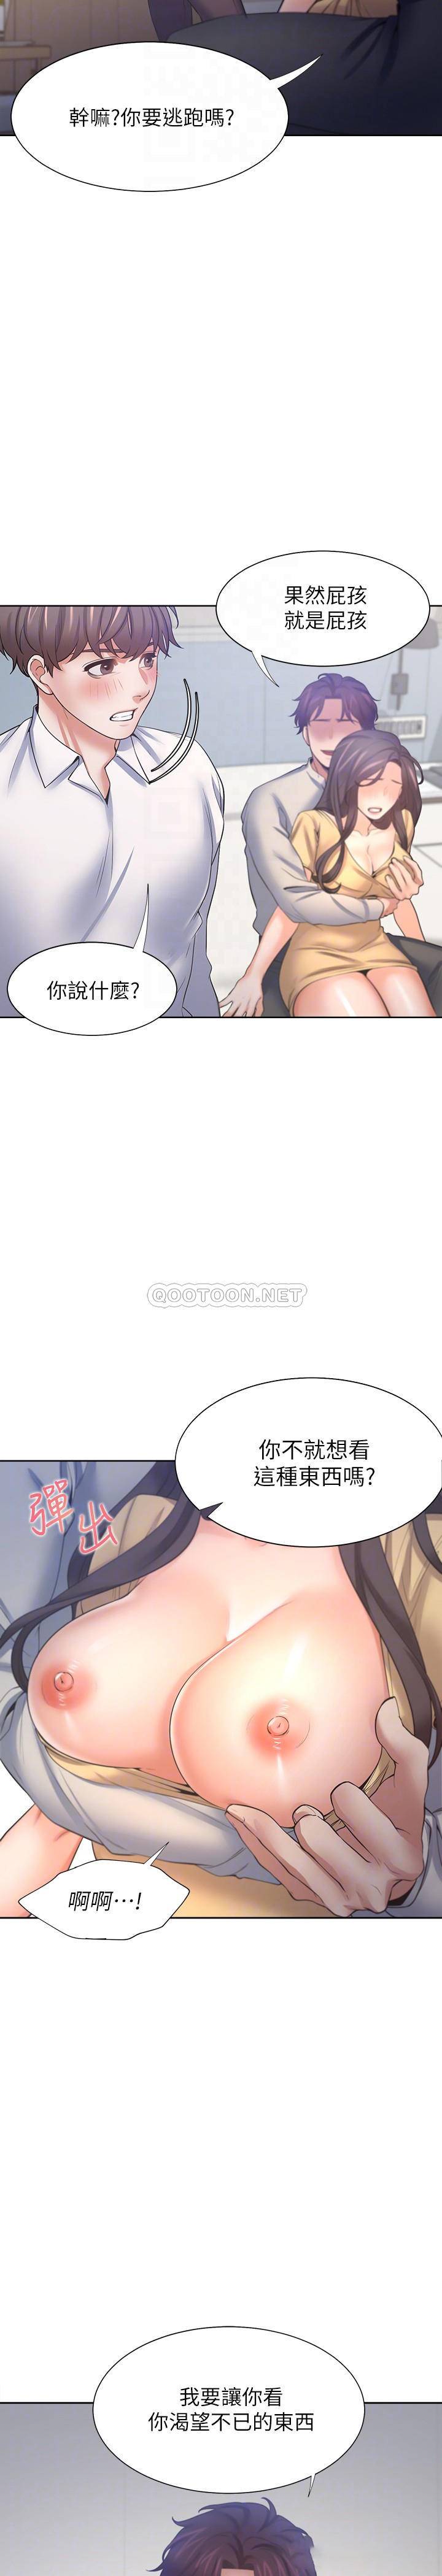 幹嘛?你要逃跑嗎?
果然屁孩
就是屁孩
你說什麼?
QOOTOON.NET
你不就想看
這種東西嗎?
彈出
啊啊…!
我要讓你看
你渴望不已的東西